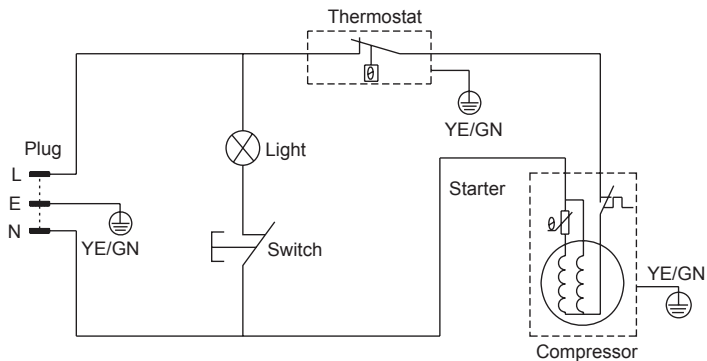 Thermostat
θ
YE/GN
Plug
L
Light
E
Starter
θ
N
YE/GN
Switch
YE/GN
Compressor